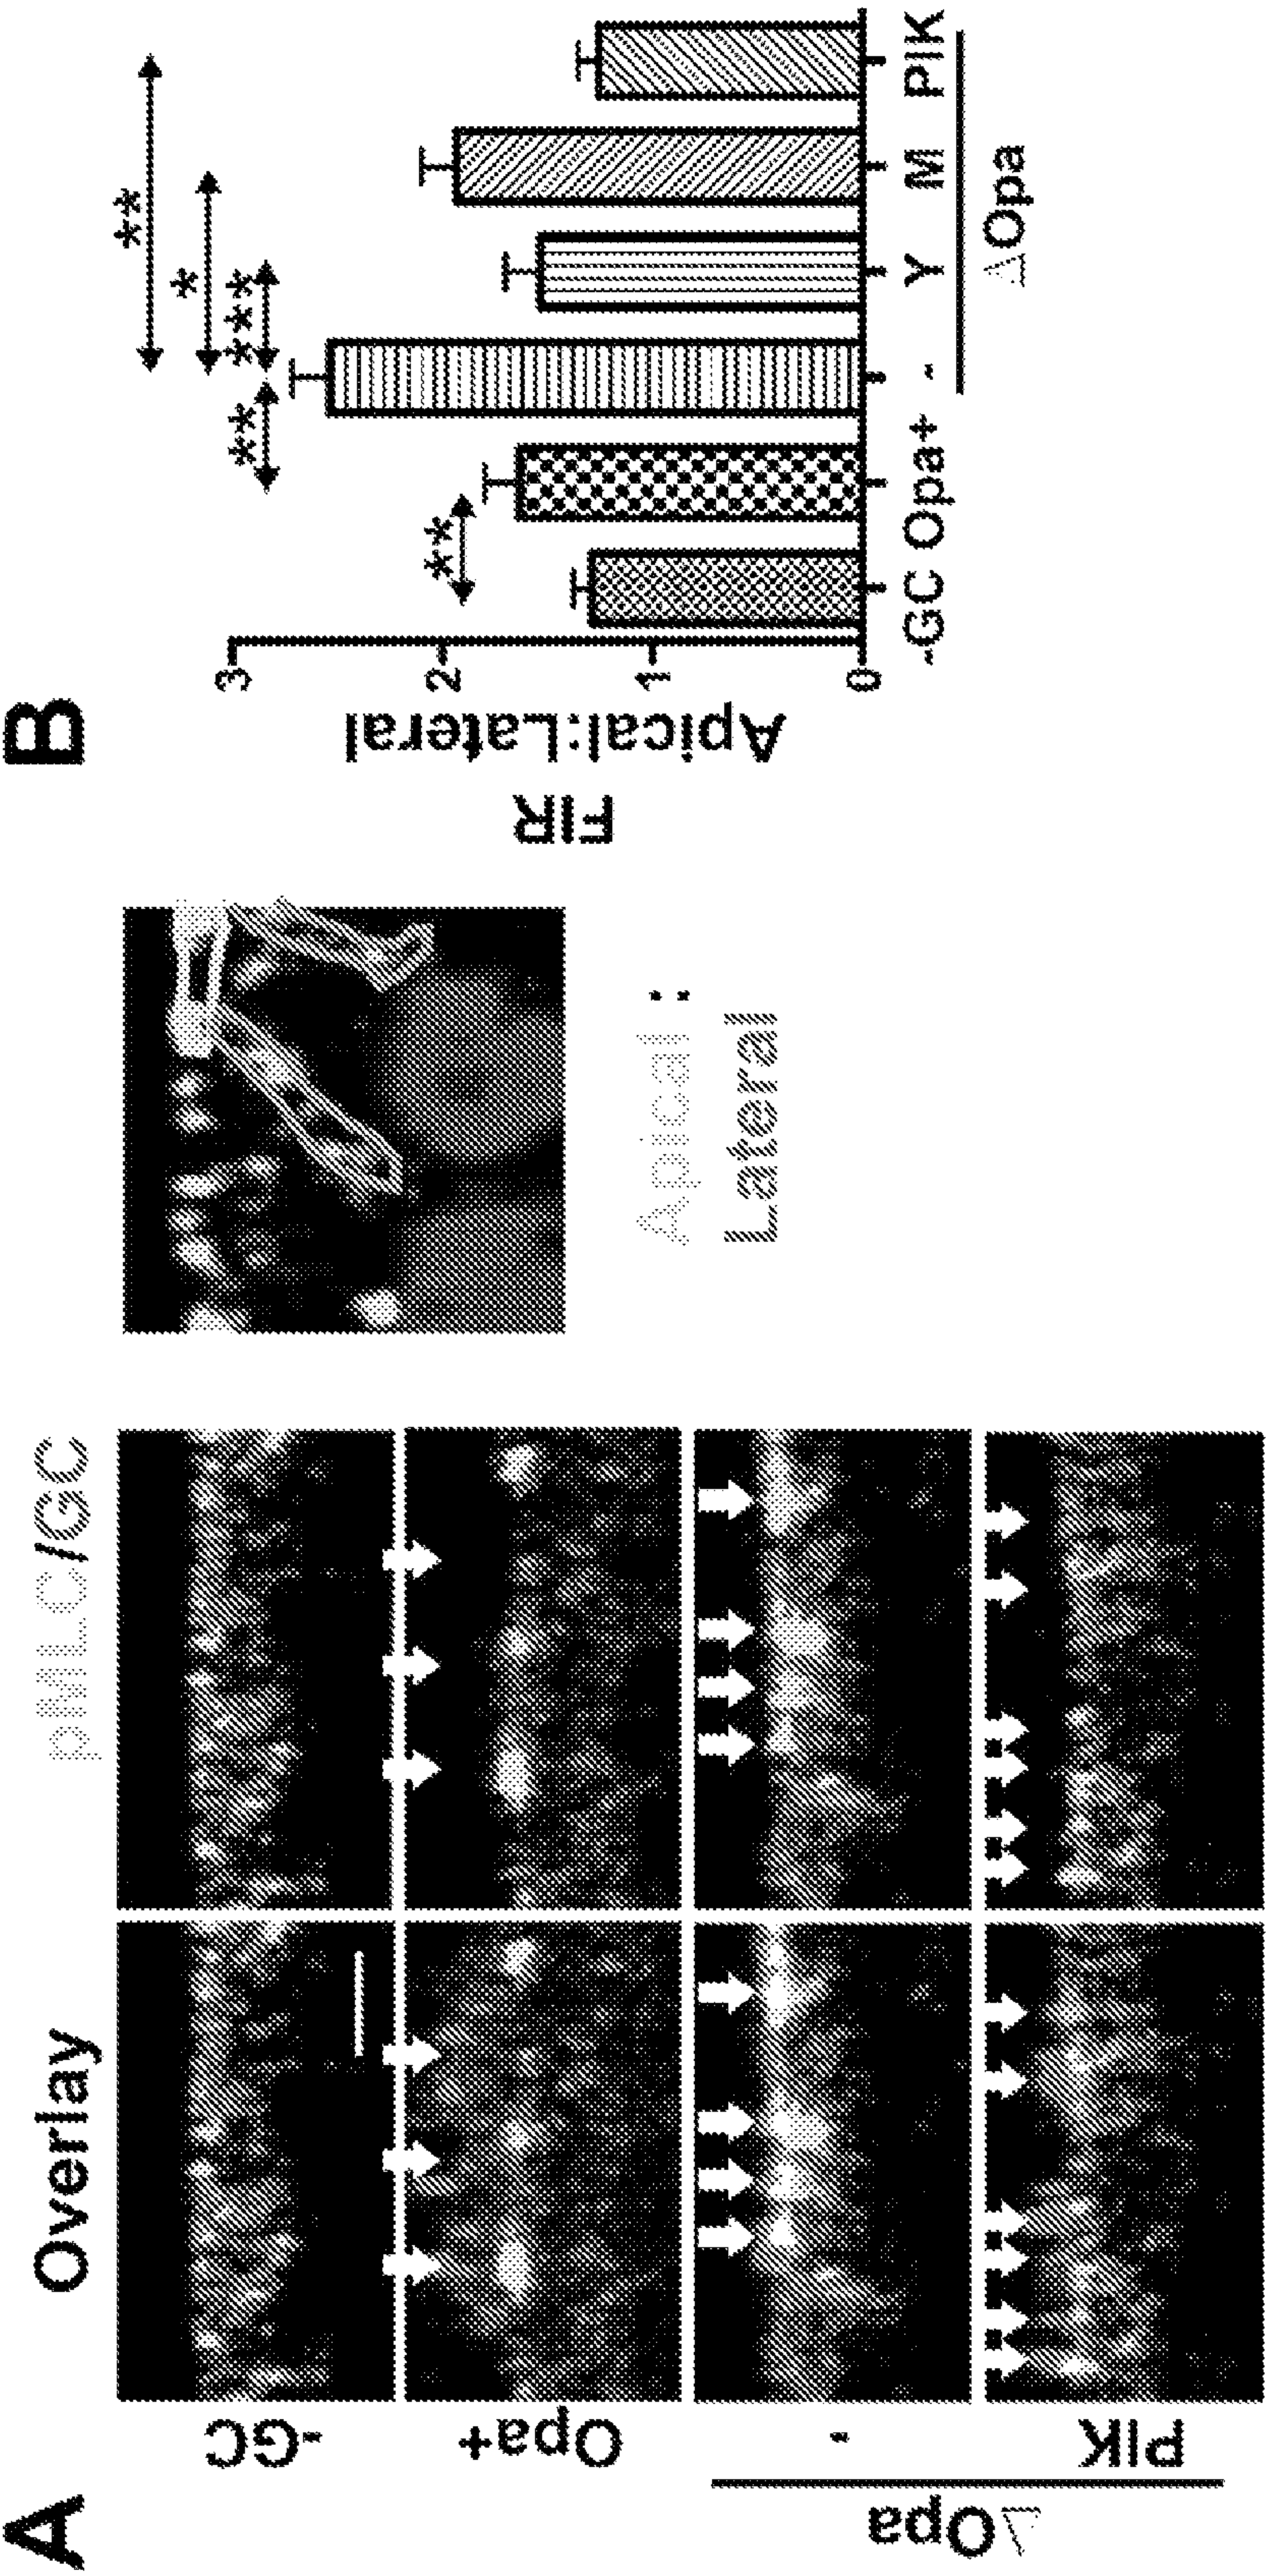 A
Overlay
pMLC/GC
-GC
Opa+
-
PIK
ΔOpa
Apical :
Lateral
B
FIR
Apical:Lateral
3
2
1
0
**
**
***
*
**
-GC Opa+ - Y M PIK
ΔOpa